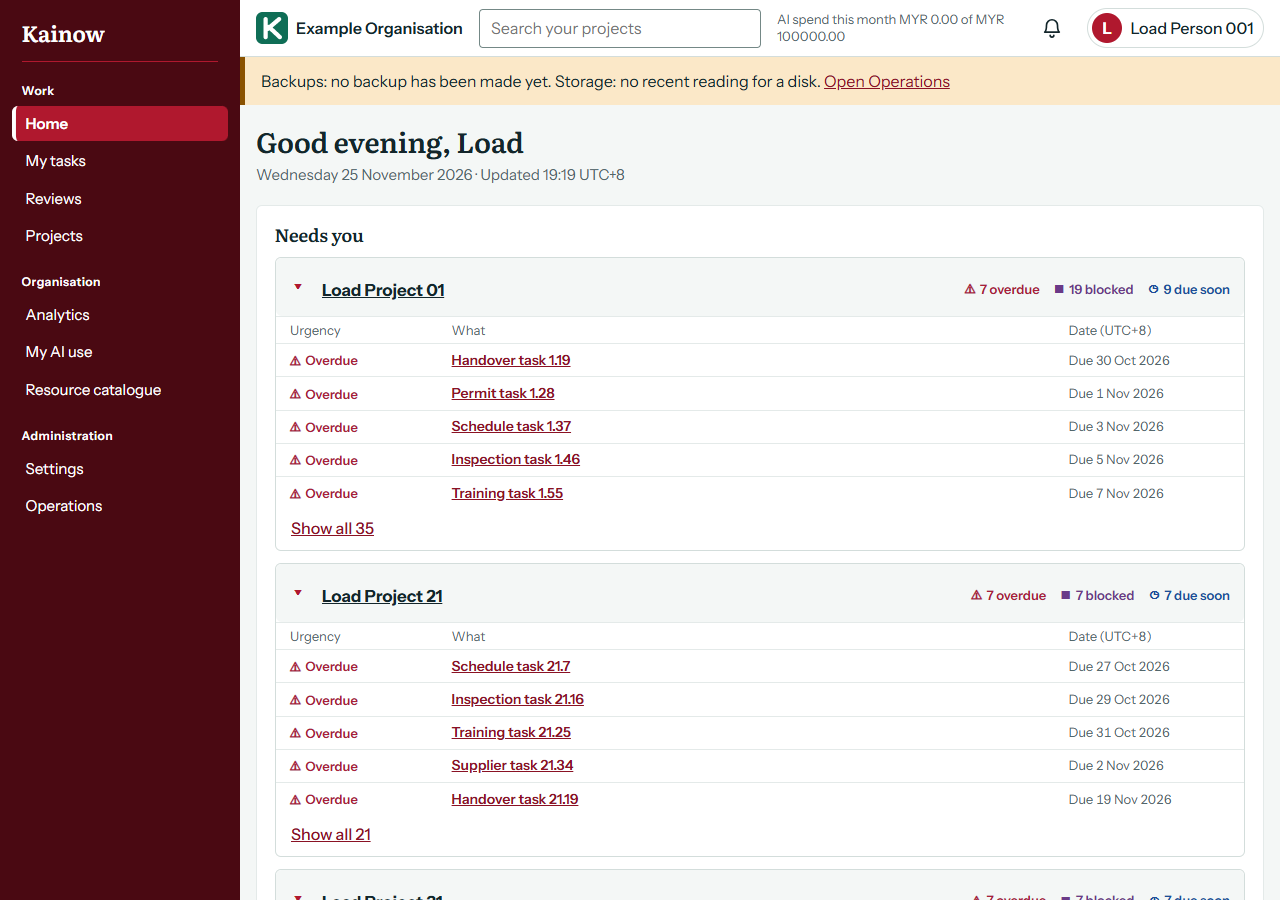 Kainow
Work
Home
My tasks
Reviews
Projects
Organisation
Analytics
My AI use
Resource catalogue
Administration
Settings
Operations
K Example Organisation
Search your projects
AI spend this month MYR 0.00 of MYR
100000.00
L Load Person 001
Backups: no backup has been made yet. Storage: no recent reading for a disk. Open Operations
Good evening, Load
Wednesday 25 November 2026 · Updated 19:19 UTC+8
Needs you
Load Project 01 7 overdue 19 blocked 9 due soon
Urgency What Date (UTC+8)
Overdue Handover task 1.19 Due 30 Oct 2026
Overdue Permit task 1.28 Due 1 Nov 2026
Overdue Schedule task 1.37 Due 3 Nov 2026
Overdue Inspection task 1.46 Due 5 Nov 2026
Overdue Training task 1.55 Due 7 Nov 2026
Show all 35
Load Project 21 7 overdue 7 blocked 7 due soon
Urgency What Date (UTC+8)
Overdue Schedule task 21.7 Due 27 Oct 2026
Overdue Inspection task 21.16 Due 29 Oct 2026
Overdue Training task 21.25 Due 31 Oct 2026
Overdue Supplier task 21.34 Due 2 Nov 2026
Overdue Handover task 21.19 Due 19 Nov 2026
Show all 21
Load Project 31 7 overdue 7 blocked 7 due soon